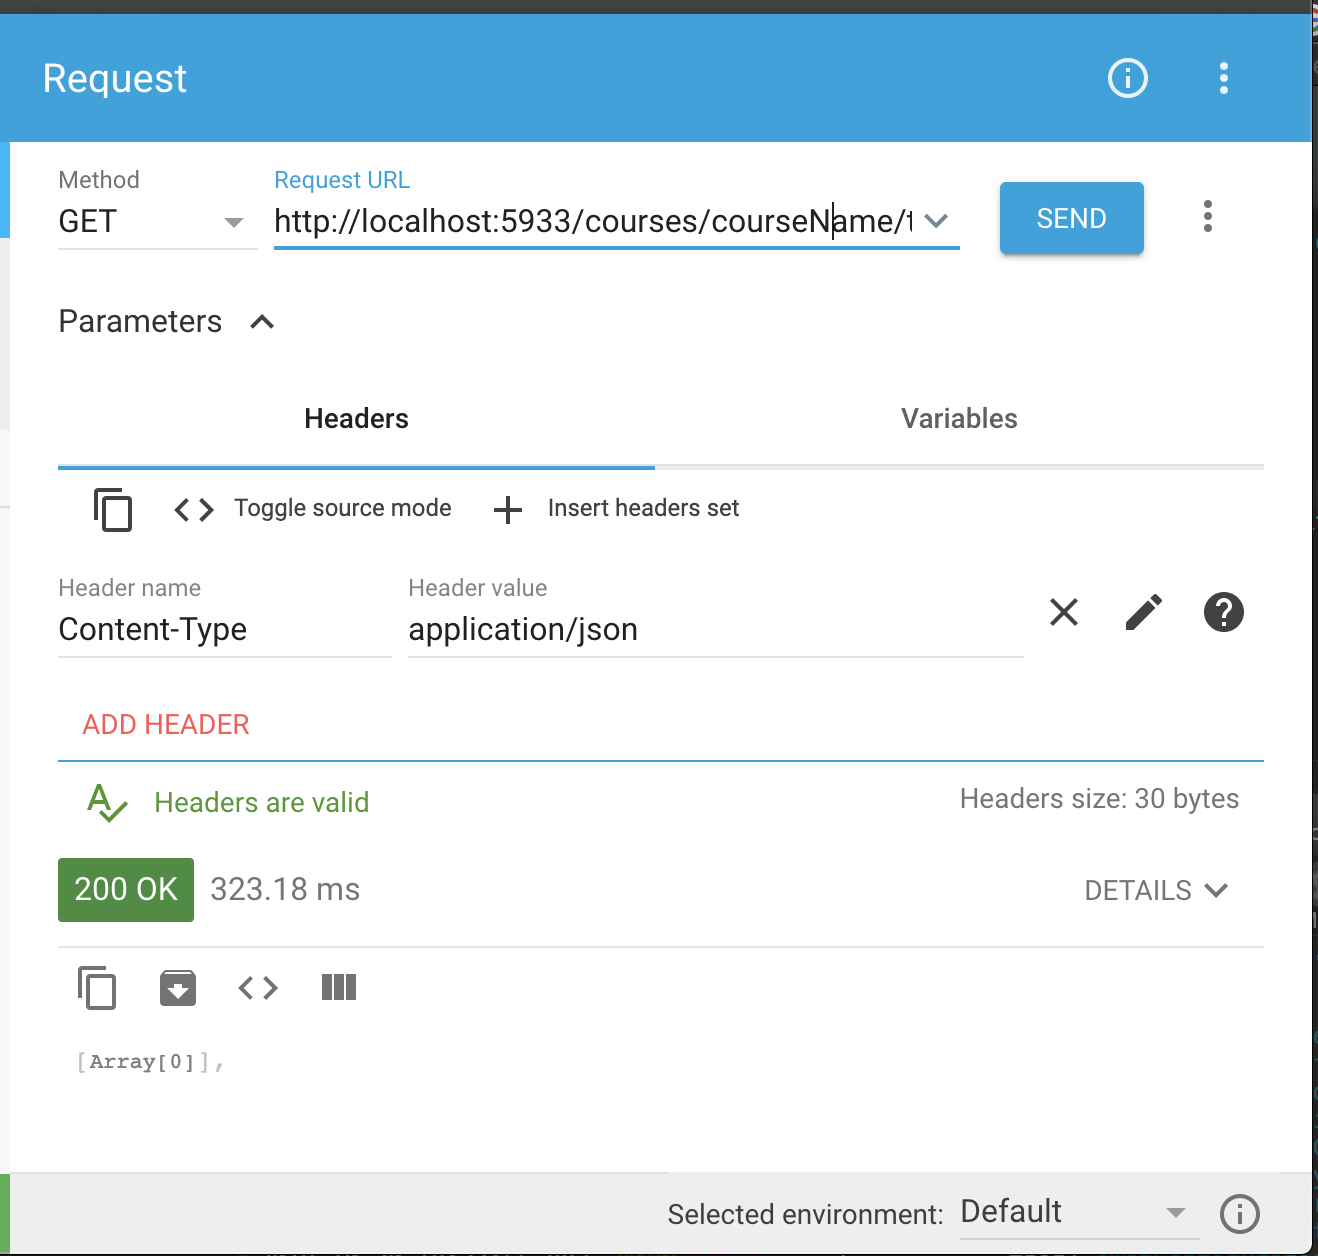 Request
Method
GET
Request URL
http://localhost:5933/courses/courseName/t
SEND
Parameters
Headers
Variables
Toggle source mode
Insert headers set
Header name
Content-Type
Header value
application/json
ADD HEADER
Headers are valid
Headers size: 30 bytes
200 OK
323.18 ms
DETAILS
[Array[0]],
Selected environment:
Default